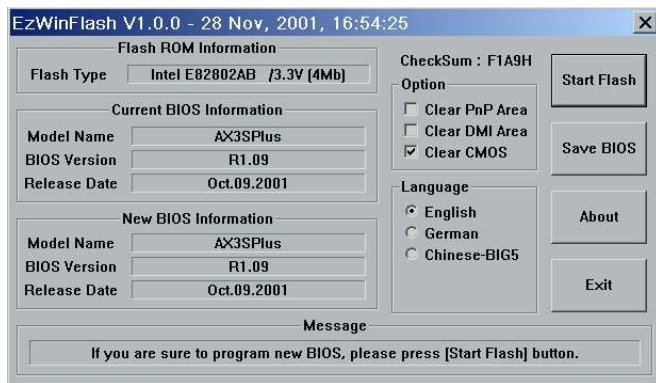 EzWinFlash V1.0.0 - 28 Nov, 2001, 16:54:25
Flash ROM Information
Flash Type Intel E82802AB /3.3V (4Mb)
Current BIOS Information
Model Name AX3SPlus
BIOS Version R1.09
Release Date Oct.09.2001
New BIOS Information
Model Name AX3SPlus
BIOS Version R1.09
Release Date Oct.09.2001
CheckSum : F1A9H
Option
Clear PnP Area
Clear DMI Area
Clear CMOS
Language
English
German
Chinese-BIG5
Start Flash
Save BIOS
About
Exit
Message
If you are sure to program new BIOS, please press [Start Flash] button.